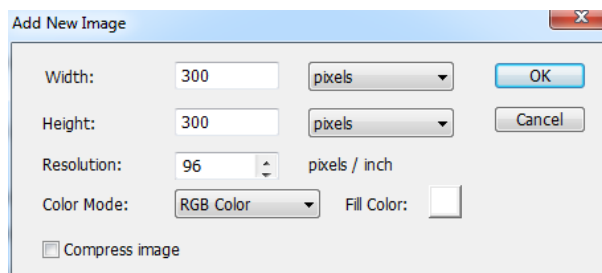 Add New Image
Width: 300 pixels OK
Height: 300 pixels Cancel
Resolution: 96 pixels / inch
Color Mode: RGB Color Fill Color:
Compress image